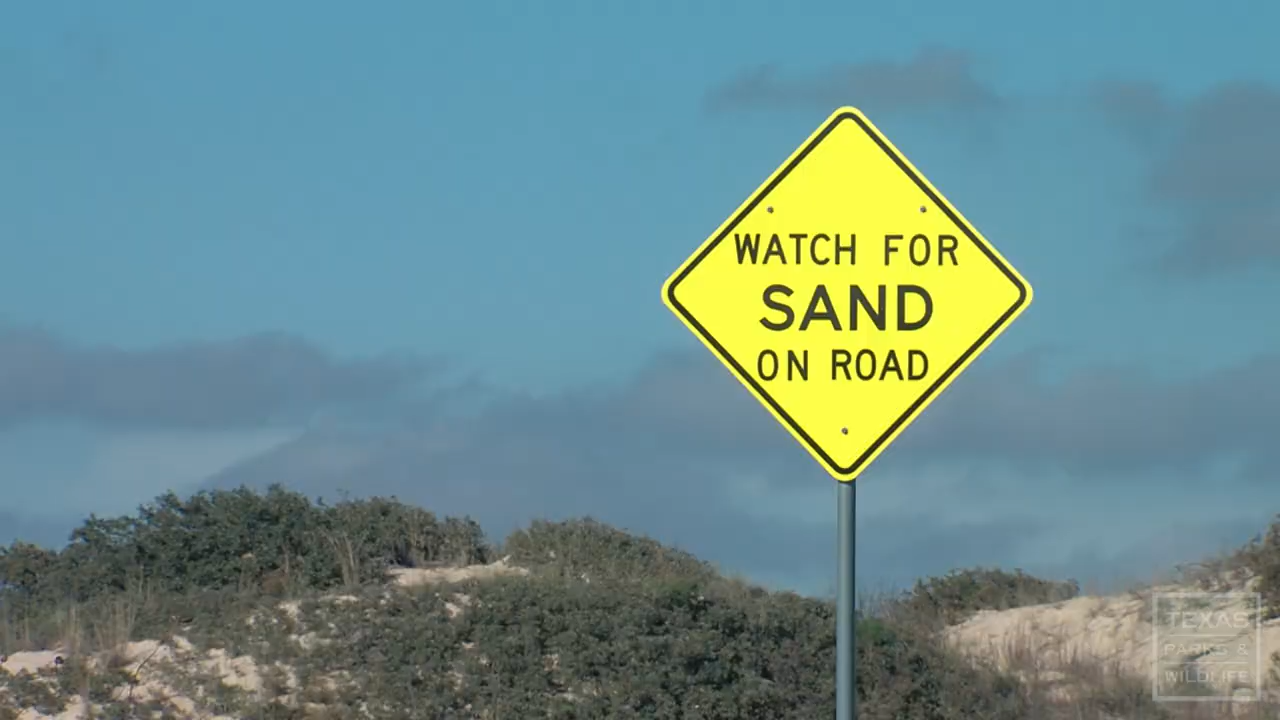 WATCH FOR
SAND
ON ROAD
TEXAS
PARKS &
WILDLIFE